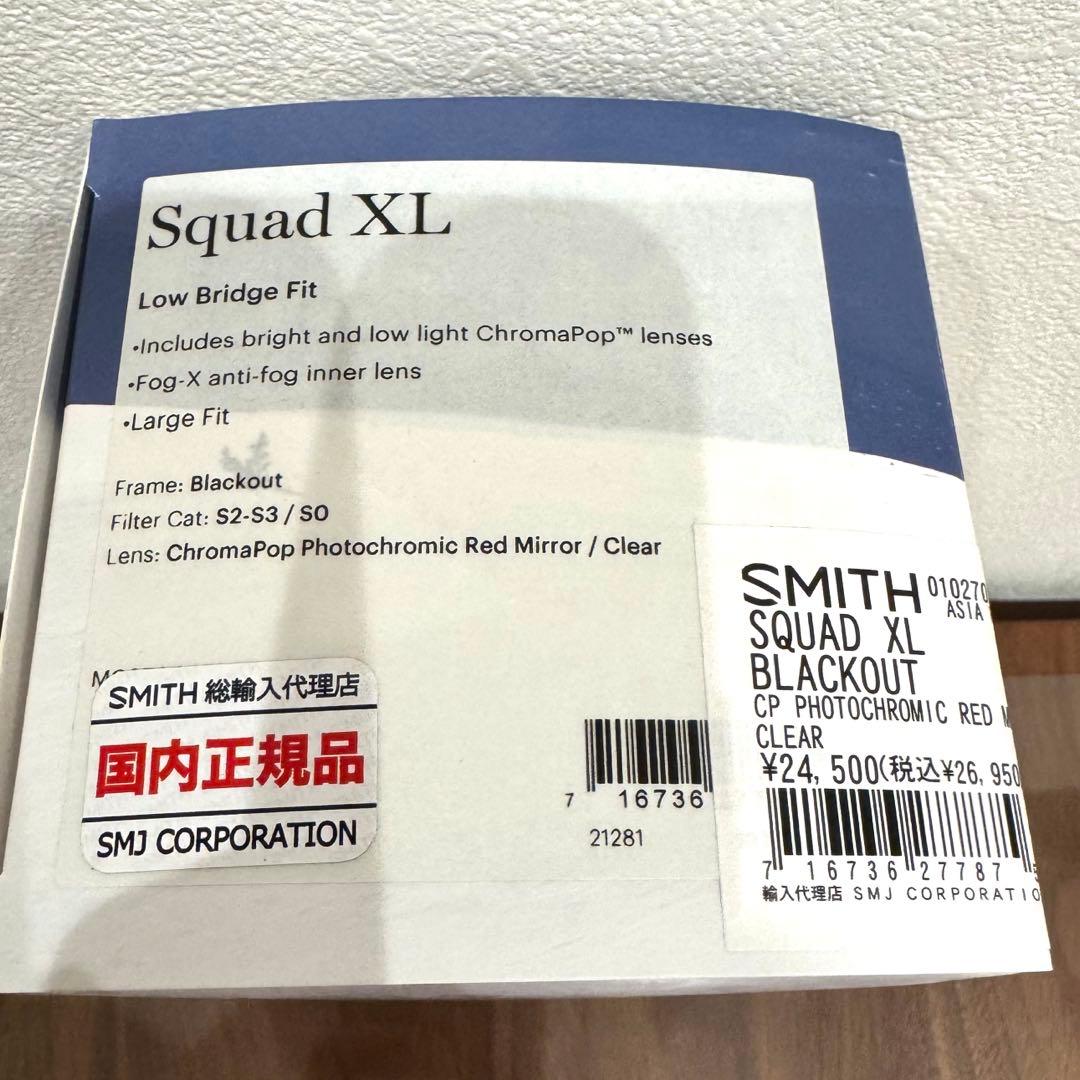 Squad XL
Low Bridge Fit
•Includes bright and low light ChromaPop™ lenses
•Fog-X anti-fog inner lens
•Large Fit
Frame: Blackout
Filter Cat: S2-S3 / S0
Lens: ChromaPop Photochromic Red Mirror / Clear
SMITH 総輸入代理店
国内正規品
SMJ CORPORATION
7 16736
21281
SMITH 010270
ASIA
SQUAD XL
BLACKOUT
CP PHOTOCHROMIC RED
CLEAR
¥24,500(税込¥26,950
7 16736 27787
輸入代理店 SMJ CORPORATIO